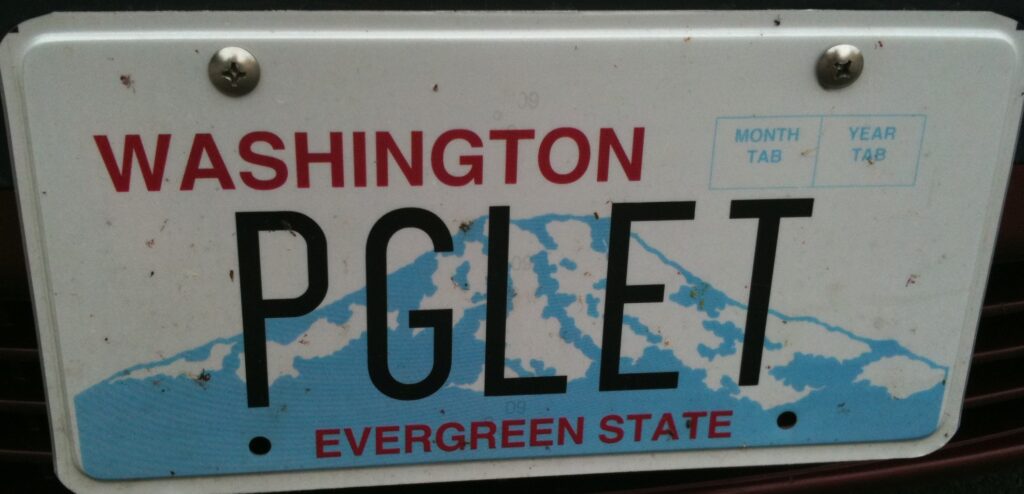 WASHINGTON
MONTH YEAR
TAB TAB
PGLET
EVERGREEN STATE